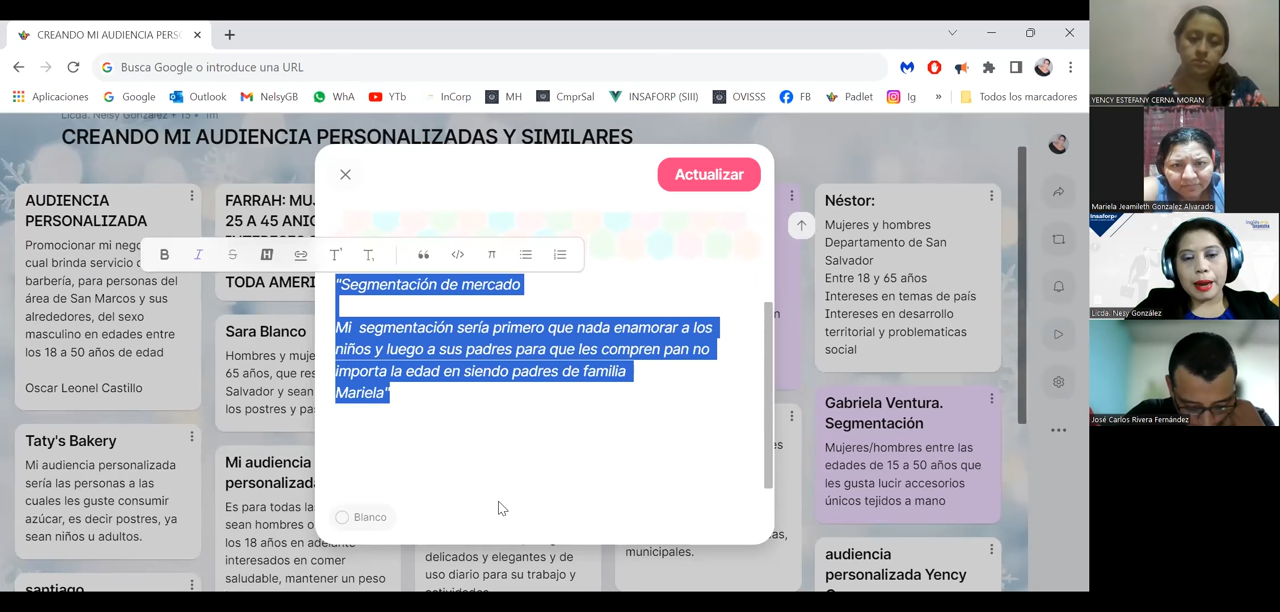 CREANDO MI AUDIENCIA PERSO
Busca Google o introduce una URL
Aplicaciones
Google
Outlook
NelsyGB
WhA
YTb
InCorp
MH
CmprSal
INSAFORP (SIII)
OVISSS
FB
Padlet
Ig
»
Todos los marcadores
CREANDO MI AUDIENCIA PERSONALIZADAS Y SIMILARES
AUDIENCIA
PERSONALIZADA
Promocionar mi nego
cual brinda servicio d
barbería, para personas del
área de San Marcos y sus
alrededores, del sexo
masculino en edades entre
los 18 a 50 años de edad
Oscar Leonel Castillo
Taty's Bakery
Mi audiencia personalizada
sería las personas a las
cuales les guste consumir
azúcar, es decir postres, ya
sean niños u adultos.
santiago
FARRAH: MUJ
25 A 45 ANIO
TODA AMERI
Sara Blanco
Hombres y muje
65 años, que res
Salvador y sean
los postres y pas
Mi audiencia
personalizada
Es para todas la
sean hombres o
los 18 años en adelante
interesados en comer
saludable, mantener un peso
Actualizar
B I S H T T π
"Segmentación de mercado
Mi segmentación sería primero que nada enamorar a los
niños y luego a sus padres para que les compren pan no
importa la edad en siendo padres de familia
Mariela"
Blanco
delicados y elegantes y de
uso diario para su trabajo y
actividades
municipales.
Néstor:
Mujeres y hombres
Departamento de San
Salvador
Entre 18 y 65 años
Intereses en temas de país
Intereses en desarrollo
territorial y problematicas
social
Gabriela Ventura.
Segmentación
Mujeres/hombres entre las
edades de 15 a 50 años que
les gusta lucir accesorios
únicos tejidos a mano
audiencia
personalizada Yency
YENCY ESTEFANY CERNA MORAN
Mariela Jeamileth Gonzalez Alvarado
Insaforp
Licda. Nesy González
José Carlos Rivera Fernández